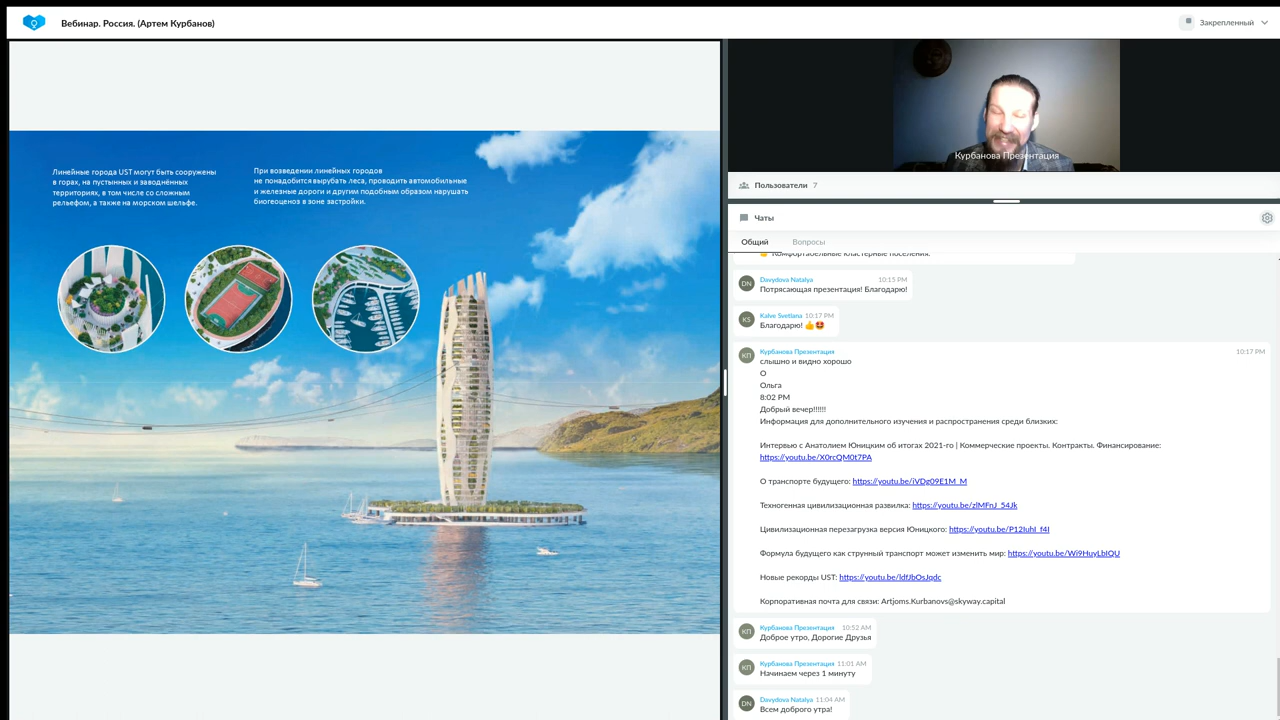 Вебинар. Россия. (Артем Курбанов)
Закрепленный
Линейные города UST могут быть сооружены
в горах, на пустынных и заводнённых
территориях, в том числе со сложным
рельефом, а также на морском шельфе.
При возведении линейных городов
не понадобится вырубать леса, проводить автомобильные
и железные дороги и другим подобным образом нарушать
биогеоценоз в зоне застройки.
Курбанова Презентация
Пользователи 7
Чаты
Общий Вопросы
Комфортабельные кластерные поселения.
DN
Davydova Natalya 10:15 PM
Потрясающая презентация! Благодарю!
KS
Kalve Svetlana 10:17 PM
Благодарю! 👍🤩
КП
Курбанова Презентация 10:17 PM
слышно и видно хорошо
О
Ольга
8:02 PM
Добрый вечер!!!!!!
Информация для дополнительного изучения и распространения среди близких:
Интервью с Анатолием Юницким об итогах 2021-го | Коммерческие проекты. Контракты. Финансирование:
https://youtu.be/X0rcQM0t7PA
О транспорте будущего: https://youtu.be/iVDg09E1M_M
Техногенная цивилизационная развилка: https://youtu.be/zlMFnJ_54Jk
Цивилизационная перезагрузка версия Юницкого: https://youtu.be/P12Iuhl_f4I
Формула будущего как струнный транспорт может изменить мир: https://youtu.be/Wi9HuyLbIQU
Новые рекорды UST: https://youtu.be/ldfJbOsJqdc
Корпоративная почта для связи: Artjoms.Kurbanovs@skyway.capital
КП
Курбанова Презентация 10:52 AM
Доброе утро, Дорогие Друзья
КП
Курбанова Презентация 11:01 AM
Начинаем через 1 минуту
DN
Davydova Natalya 11:04 AM
Всем доброго утра!